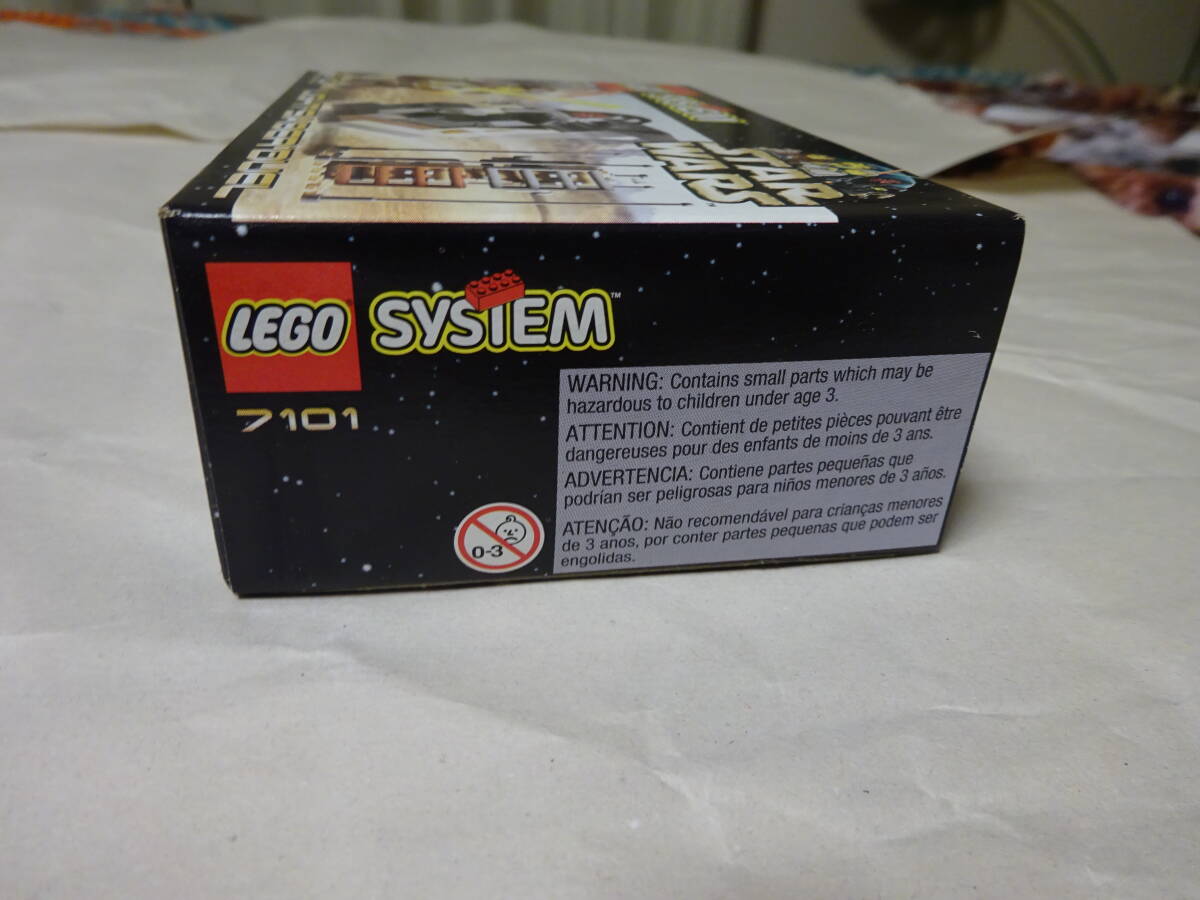 STAR
WARS
LEGO
SYSTEM™
7101
WARNING: Contains small parts which may be
hazardous to children under age 3.
ATTENTION: Contient de petites pièces pouvant être
dangereuses pour des enfants de moins de 3 ans.
ADVERTENCIA: Contiene partes pequeñas que
podrían ser peligrosas para niños menores de 3 años.
ATENÇÃO: Não recomendável para crianças menores
de 3 anos, por conter partes pequenas que podem ser
engolidas.
0-3